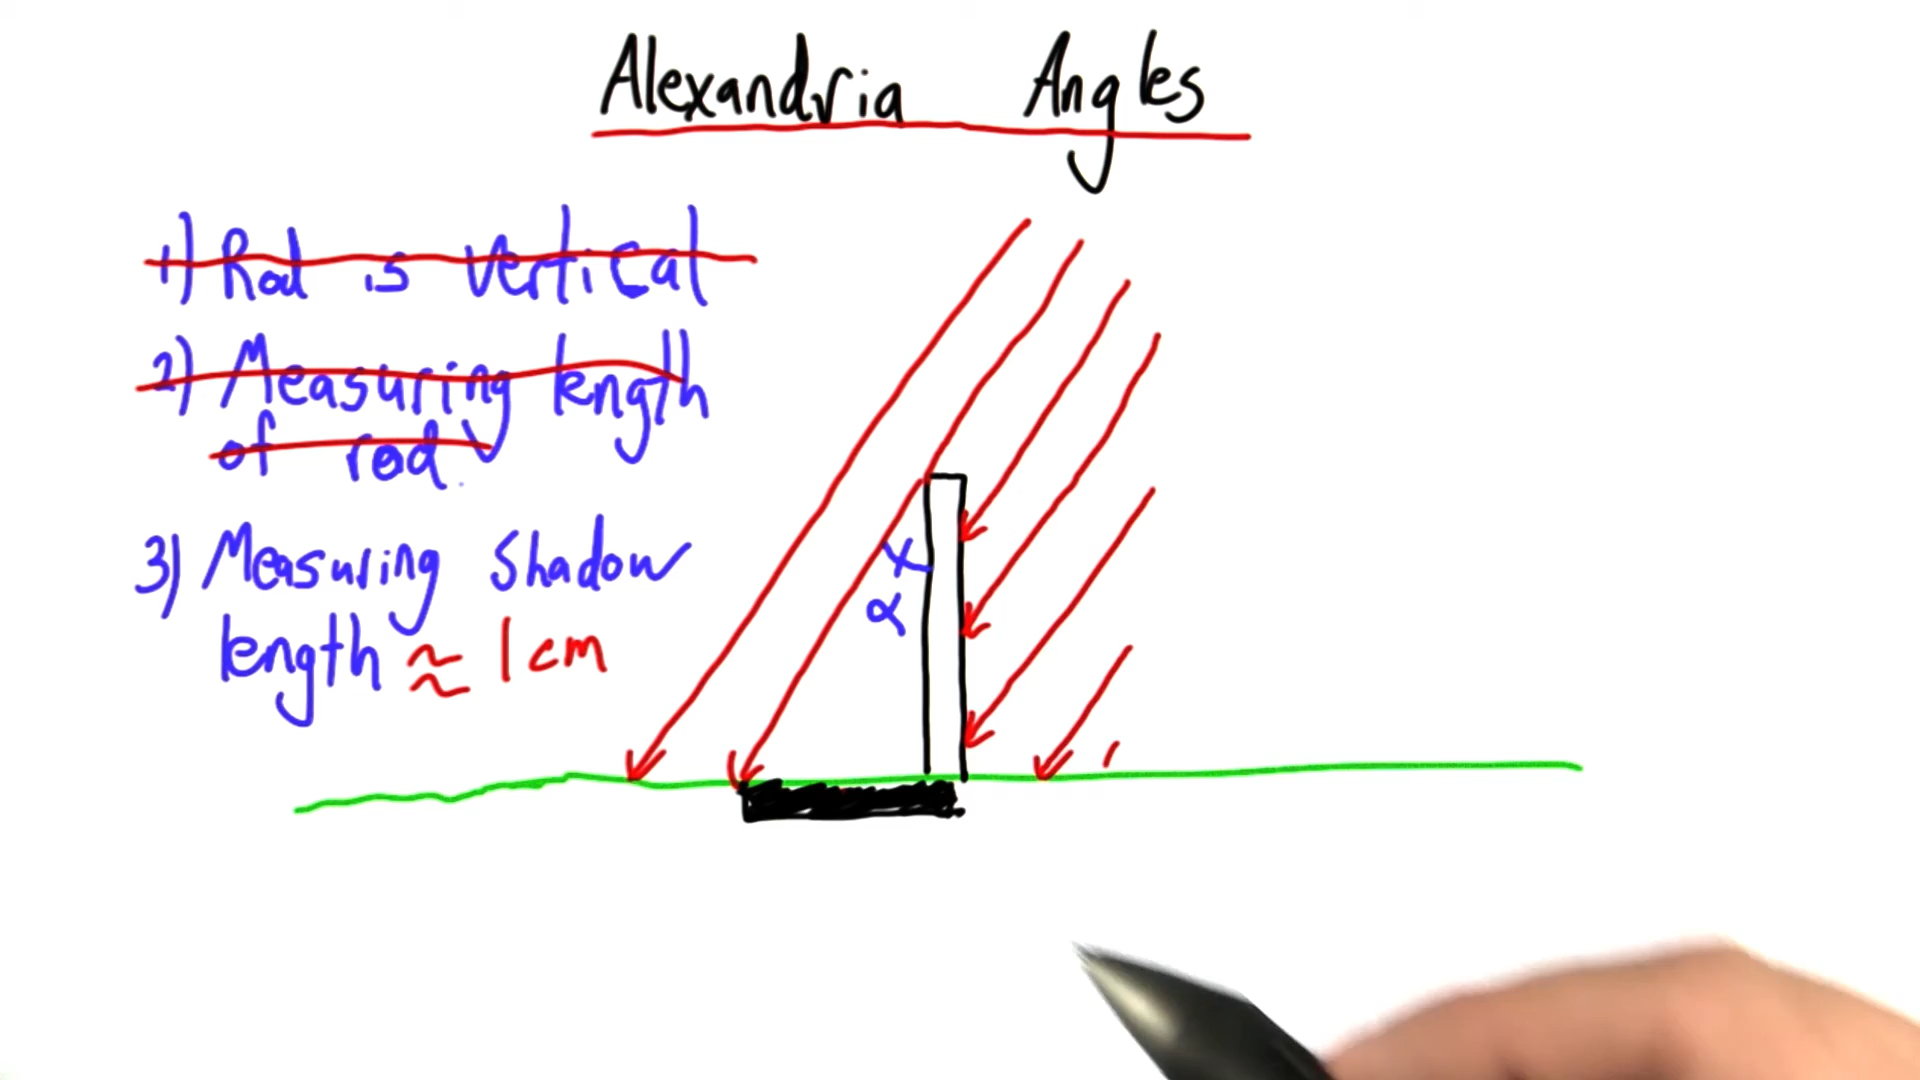 Alexandria Angles
1) Rod is vertical
2) Measuring length
of rod.
3) Measuring shadow
length ≈ 1cm
α